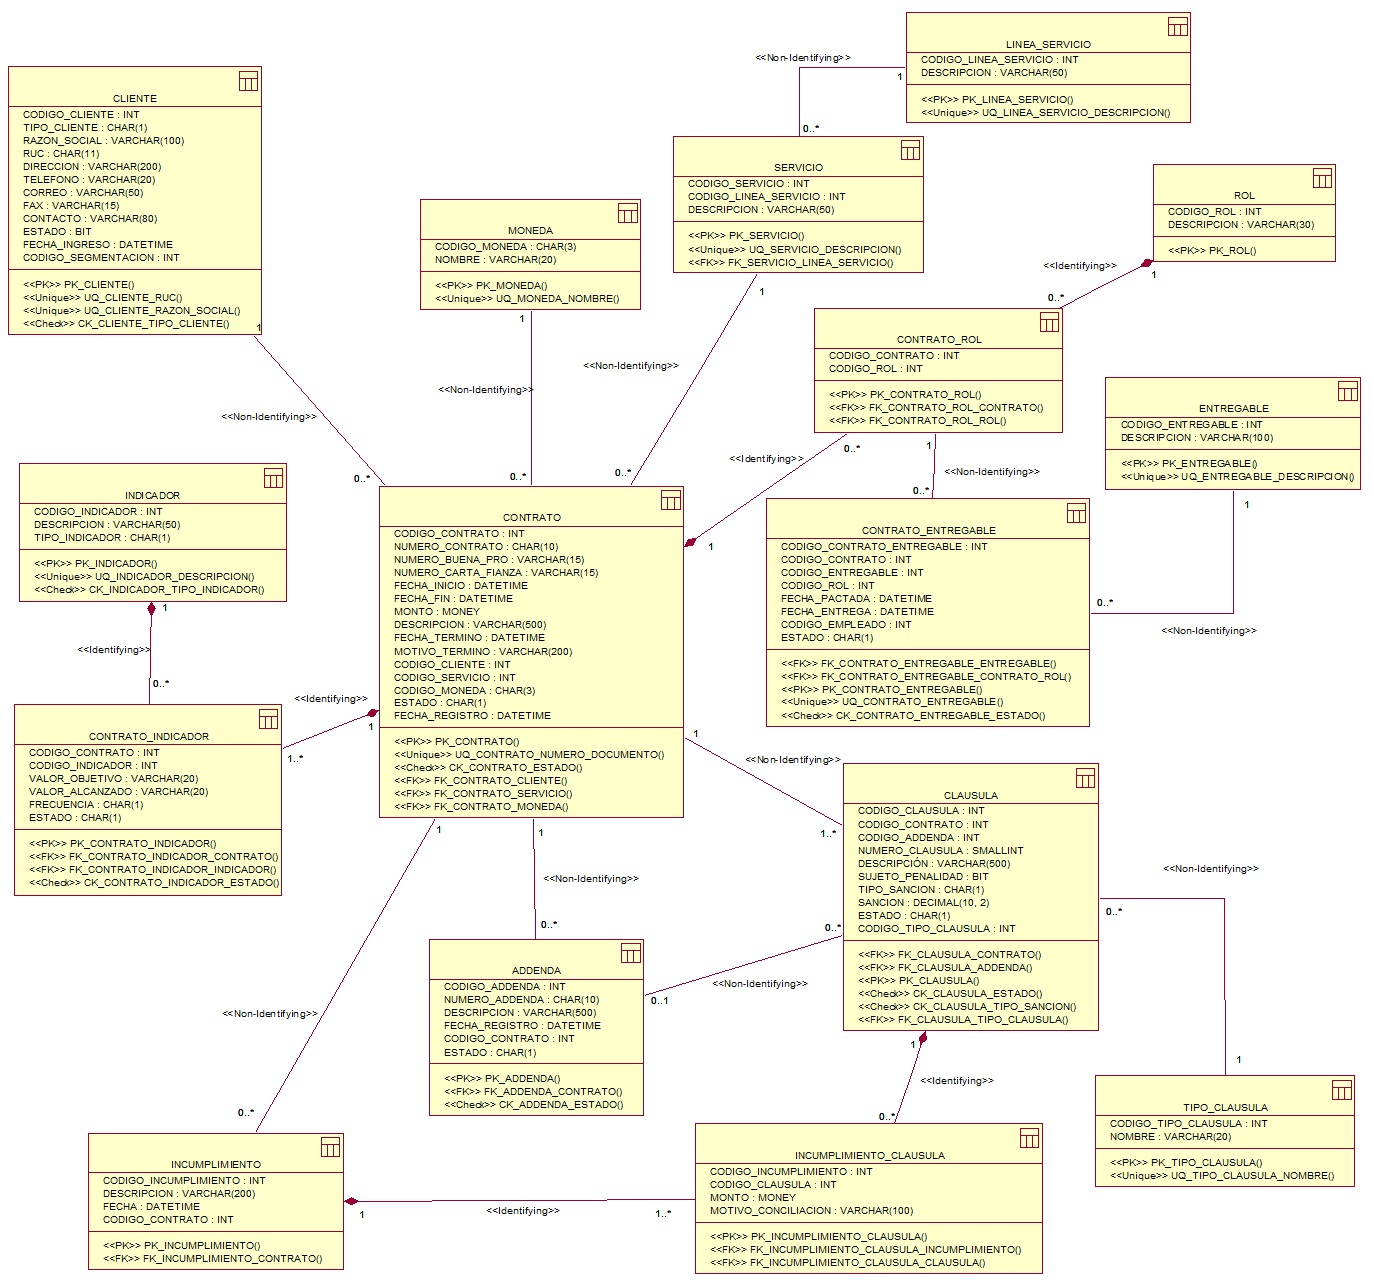 LINEA_SERVICIO
CODIGO_LINEA_SERVICIO : INT
DESCRIPCION : VARCHAR(50)
<<PK>> PK_LINEA_SERVICIO()
<<Unique>> UQ_LINEA_SERVICIO_DESCRIPCION()
<<Non-Identifying>>
1
0..*
CLIENTE
CODIGO_CLIENTE : INT
TIPO_CLIENTE : CHAR(1)
RAZON_SOCIAL : VARCHAR(100)
RUC : CHAR(11)
DIRECCION : VARCHAR(200)
TELEFONO : VARCHAR(20)
CORREO : VARCHAR(50)
FAX : VARCHAR(15)
CONTACTO : VARCHAR(80)
ESTADO : BIT
FECHA_INGRESO : DATETIME
CODIGO_SEGMENTACION : INT
<<PK>> PK_CLIENTE()
<<Unique>> UQ_CLIENTE_RUC()
<<Unique>> UQ_CLIENTE_RAZON_SOCIAL()
<<Check>> CK_CLIENTE_TIPO_CLIENTE()
1
<<Non-Identifying>>
0..*
MONEDA
CODIGO_MONEDA : CHAR(3)
NOMBRE : VARCHAR(20)
<<PK>> PK_MONEDA()
<<Unique>> UQ_MONEDA_NOMBRE()
1
<<Non-Identifying>>
0..*
SERVICIO
CODIGO_SERVICIO : INT
CODIGO_LINEA_SERVICIO : INT
DESCRIPCION : VARCHAR(50)
<<PK>> PK_SERVICIO()
<<Unique>> UQ_SERVICIO_DESCRIPCION()
<<FK>> FK_SERVICIO_LINEA_SERVICIO()
1
<<Non-Identifying>>
0..*
ROL
CODIGO_ROL : INT
DESCRIPCION : VARCHAR(30)
<<PK>> PK_ROL()
<<Identifying>>
1
0..*
CONTRATO_ROL
CODIGO_CONTRATO : INT
CODIGO_ROL : INT
<<PK>> PK_CONTRATO_ROL()
<<FK>> FK_CONTRATO_ROL_CONTRATO()
<<FK>> FK_CONTRATO_ROL_ROL()
0..*
<<Identifying>>
1
1
<<Non-Identifying>>
0..*
ENTREGABLE
CODIGO_ENTREGABLE : INT
DESCRIPCION : VARCHAR(100)
<<PK>> PK_ENTREGABLE()
<<Unique>> UQ_ENTREGABLE_DESCRIPCION()
1
0..*
<<Non-Identifying>>
INDICADOR
CODIGO_INDICADOR : INT
DESCRIPCION : VARCHAR(50)
TIPO_INDICADOR : CHAR(1)
<<PK>> PK_INDICADOR()
<<Unique>> UQ_INDICADOR_DESCRIPCION()
<<Check>> CK_INDICADOR_TIPO_INDICADOR()
1
<<Identifying>>
0..*
CONTRATO
CODIGO_CONTRATO : INT
NUMERO_CONTRATO : CHAR(10)
NUMERO_BUENA_PRO : VARCHAR(15)
NUMERO_CARTA_FIANZA : VARCHAR(15)
FECHA_INICIO : DATETIME
FECHA_FIN : DATETIME
MONTO : MONEY
DESCRIPCION : VARCHAR(500)
FECHA_TERMINO : DATETIME
MOTIVO_TERMINO : VARCHAR(200)
CODIGO_CLIENTE : INT
CODIGO_SERVICIO : INT
CODIGO_MONEDA : CHAR(3)
ESTADO : CHAR(1)
FECHA_REGISTRO : DATETIME
<<PK>> PK_CONTRATO()
<<Unique>> UQ_CONTRATO_NUMERO_DOCUMENTO()
<<Check>> CK_CONTRATO_ESTADO()
<<FK>> FK_CONTRATO_CLIENTE()
<<FK>> FK_CONTRATO_SERVICIO()
<<FK>> FK_CONTRATO_MONEDA()
CONTRATO_ENTREGABLE
CODIGO_CONTRATO_ENTREGABLE : INT
CODIGO_CONTRATO : INT
CODIGO_ENTREGABLE : INT
CODIGO_ROL : INT
FECHA_PACTADA : DATETIME
FECHA_ENTREGA : DATETIME
CODIGO_EMPLEADO : INT
ESTADO : CHAR(1)
<<FK>> FK_CONTRATO_ENTREGABLE_ENTREGABLE()
<<FK>> FK_CONTRATO_ENTREGABLE_CONTRATO_ROL()
<<PK>> PK_CONTRATO_ENTREGABLE()
<<Unique>> UQ_CONTRATO_ENTREGABLE()
<<Check>> CK_CONTRATO_ENTREGABLE_ESTADO()
<<Identifying>>
1
1..*
CONTRATO_INDICADOR
CODIGO_CONTRATO : INT
CODIGO_INDICADOR : INT
VALOR_OBJETIVO : VARCHAR(20)
VALOR_ALCANZADO : VARCHAR(20)
FRECUENCIA : CHAR(1)
ESTADO : CHAR(1)
<<PK>> PK_CONTRATO_INDICADOR()
<<FK>> FK_CONTRATO_INDICADOR_CONTRATO()
<<FK>> FK_CONTRATO_INDICADOR_INDICADOR()
<<Check>> CK_CONTRATO_INDICADOR_ESTADO()
1
<<Non-Identifying>>
1..*
CLAUSULA
CODIGO_CLAUSULA : INT
CODIGO_CONTRATO : INT
CODIGO_ADDENDA : INT
NUMERO_CLAUSULA : SMALLINT
DESCRIPCIÓN : VARCHAR(500)
SUJETO_PENALIDAD : BIT
TIPO_SANCION : CHAR(1)
SANCION : DECIMAL(10, 2)
ESTADO : CHAR(1)
CODIGO_TIPO_CLAUSULA : INT
<<FK>> FK_CLAUSULA_CONTRATO()
<<FK>> FK_CLAUSULA_ADDENDA()
<<PK>> PK_CLAUSULA()
<<Check>> CK_CLAUSULA_ESTADO()
<<Check>> CK_CLAUSULA_TIPO_SANCION()
<<FK>> FK_CLAUSULA_TIPO_CLAUSULA()
<<Non-Identifying>>
0..*
1
1
<<Non-Identifying>>
0..*
1
<<Non-Identifying>>
0..*
0..*
<<Non-Identifying>>
0..1
ADDENDA
CODIGO_ADDENDA : INT
NUMERO_ADDENDA : CHAR(10)
DESCRIPCION : VARCHAR(500)
FECHA_REGISTRO : DATETIME
CODIGO_CONTRATO : INT
ESTADO : CHAR(1)
<<PK>> PK_ADDENDA()
<<FK>> FK_ADDENDA_CONTRATO()
<<Check>> CK_ADDENDA_ESTADO()
1
<<Identifying>>
0..*
TIPO_CLAUSULA
CODIGO_TIPO_CLAUSULA : INT
NOMBRE : VARCHAR(20)
<<PK>> PK_TIPO_CLAUSULA()
<<Unique>> UQ_TIPO_CLAUSULA_NOMBRE()
INCUMPLIMIENTO
CODIGO_INCUMPLIMIENTO : INT
DESCRIPCION : VARCHAR(200)
FECHA : DATETIME
CODIGO_CONTRATO : INT
<<PK>> PK_INCUMPLIMIENTO()
<<FK>> FK_INCUMPLIMIENTO_CONTRATO()
1
<<Identifying>>
1..*
INCUMPLIMIENTO_CLAUSULA
CODIGO_INCUMPLIMIENTO : INT
CODIGO_CLAUSULA : INT
MONTO : MONEY
MOTIVO_CONCILIACION : VARCHAR(100)
<<PK>> PK_INCUMPLIMIENTO_CLAUSULA()
<<FK>> FK_INCUMPLIMIENTO_CLAUSULA_INCUMPLIMIENTO()
<<FK>> FK_INCUMPLIMIENTO_CLAUSULA_CLAUSULA()